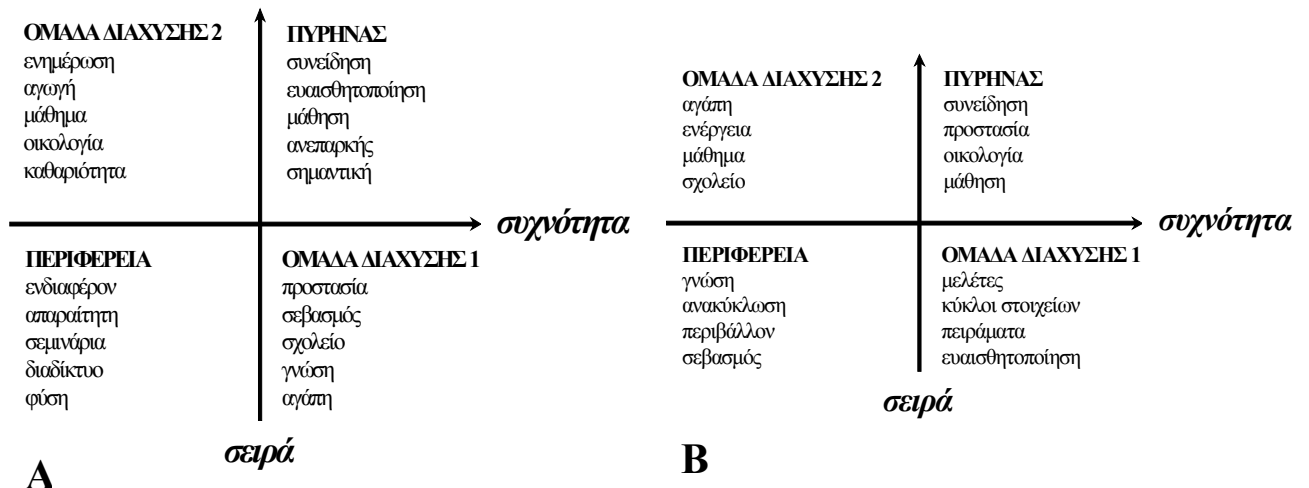 ΟΜΑΔΑ ΔΙΑΧΥΣΗΣ 2
ενημέρωση
αγωγή
μάθημα
οικολογία
καθαριότητα
ΠΥΡΗΝΑΣ
συνείδηση
ευαισθητοποίηση
μάθηση
ανεπαρκής
σημαντική
συχνότητα
ΠΕΡΙΦΕΡΕΙΑ
ενδιαφέρον
απαραίτητη
σεμινάρια
διαδίκτυο
φύση
ΟΜΑΔΑ ΔΙΑΧΥΣΗΣ 1
προστασία
σεβασμός
σχολείο
γνώση
αγάπη
σειρά
Α
ΟΜΑΔΑ ΔΙΑΧΥΣΗΣ 2
αγάπη
ενέργεια
μάθημα
σχολείο
ΠΥΡΗΝΑΣ
συνείδηση
προστασία
οικολογία
μάθηση
συχνότητα
ΠΕΡΙΦΕΡΕΙΑ
γνώση
ανακύκλωση
περιβάλλον
σεβασμός
ΟΜΑΔΑ ΔΙΑΧΥΣΗΣ 1
μελέτες
κύκλοι στοιχείων
πειράματα
ευαισθητοποίηση
σειρά
Β